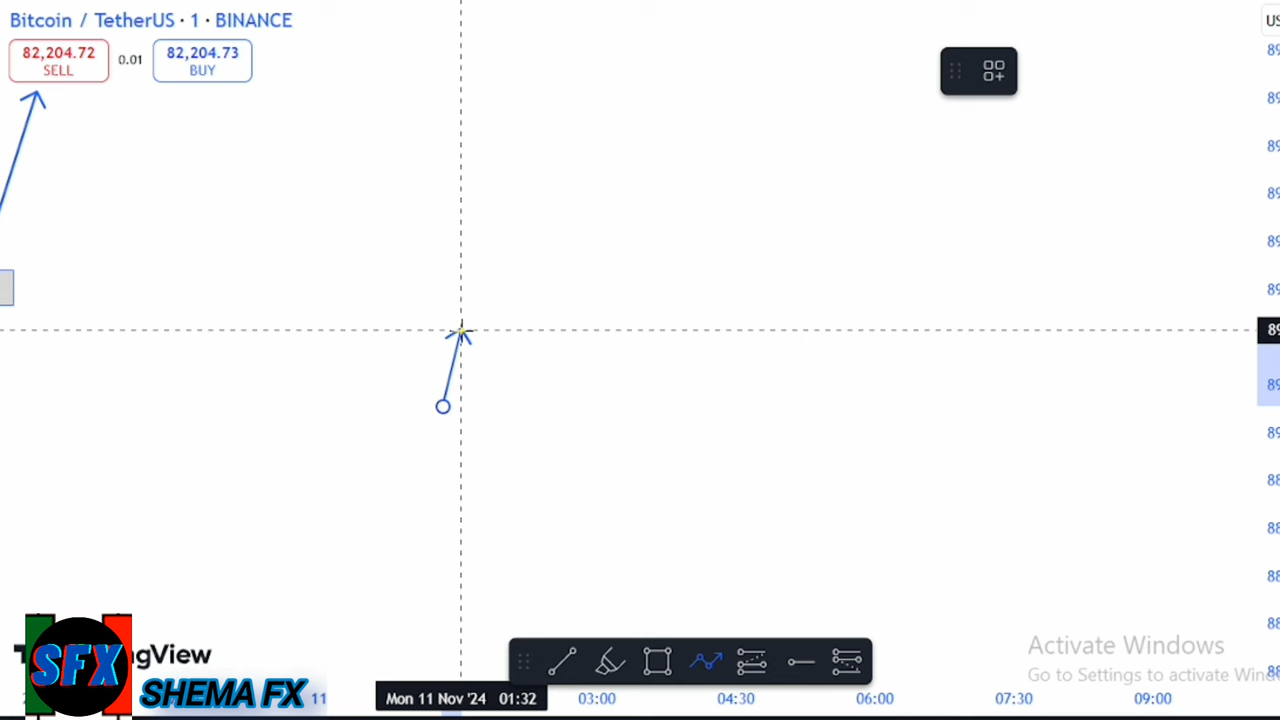 Bitcoin / TetherUS · 1 · BINANCE
82,204.72
SELL
0.01
82,204.73
BUY
Activate Windows
Go to Settings to activate
SFX
SHEMA FX
11
Mon 11 Nov '24 01:32
03:00
04:30
06:00
07:30
09:00